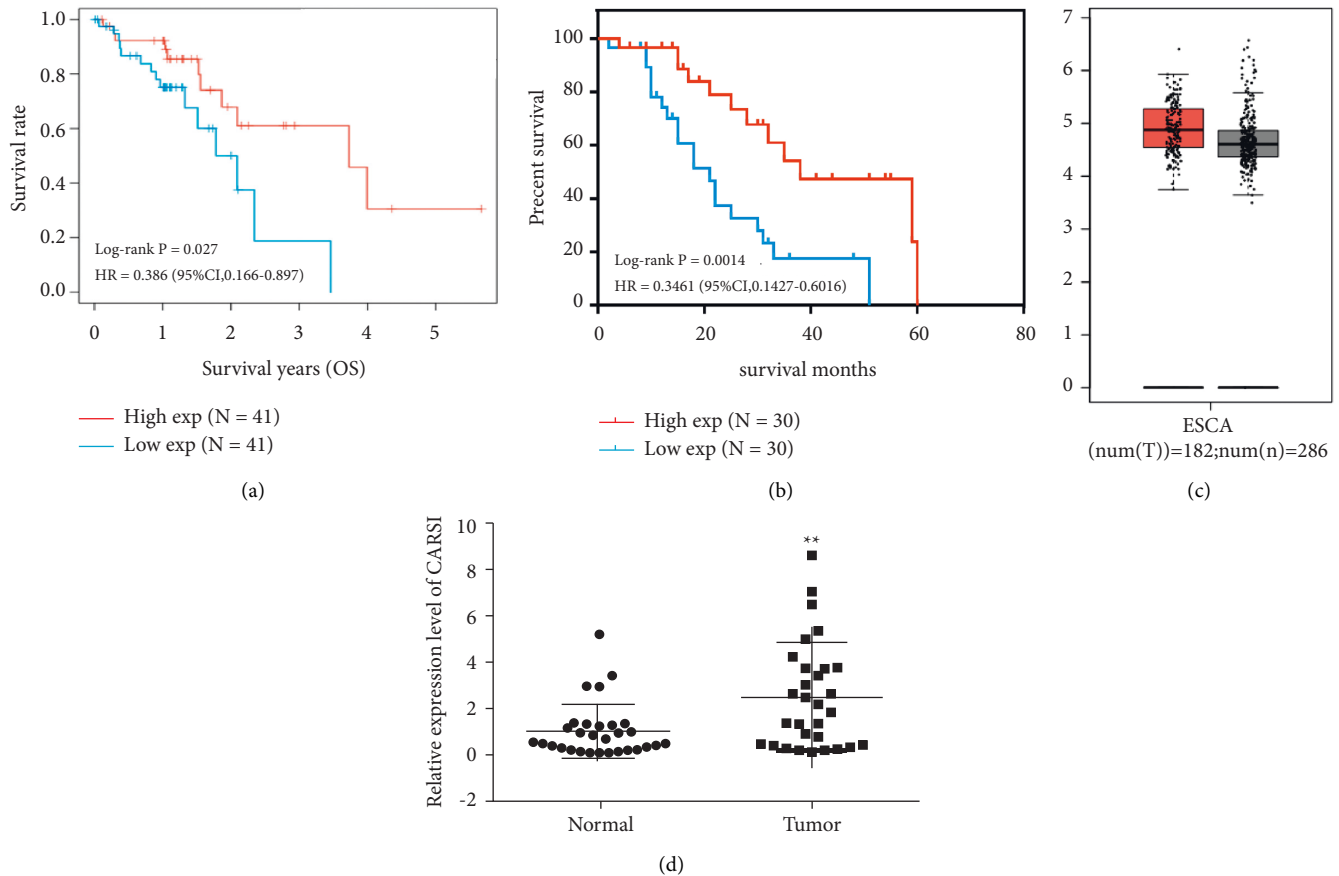 1.0
0.8
0.6
0.4
0.2
0.0
Survival rate
Log-rank P = 0.027
HR = 0.386 (95%CI,0.166-0.897)
0 1 2 3 4 5
Survival years (OS)
High exp (N = 41)
Low exp (N = 41)
(a)
100
80
60
40
20
0
Precent survival
Log-rank P = 0.0014
HR = 0.3461 (95%CI,0.1427-0.6016)
0 20 40 60 80
survival months
High exp (N = 30)
Low exp (N = 30)
(b)
7
6
5
4
3
2
1
0
ESCA
(num(T))=182;num(n)=286
(c)
10
8
6
4
2
0
-2
Relative expression level of CARSI
**
Normal Tumor
(d)